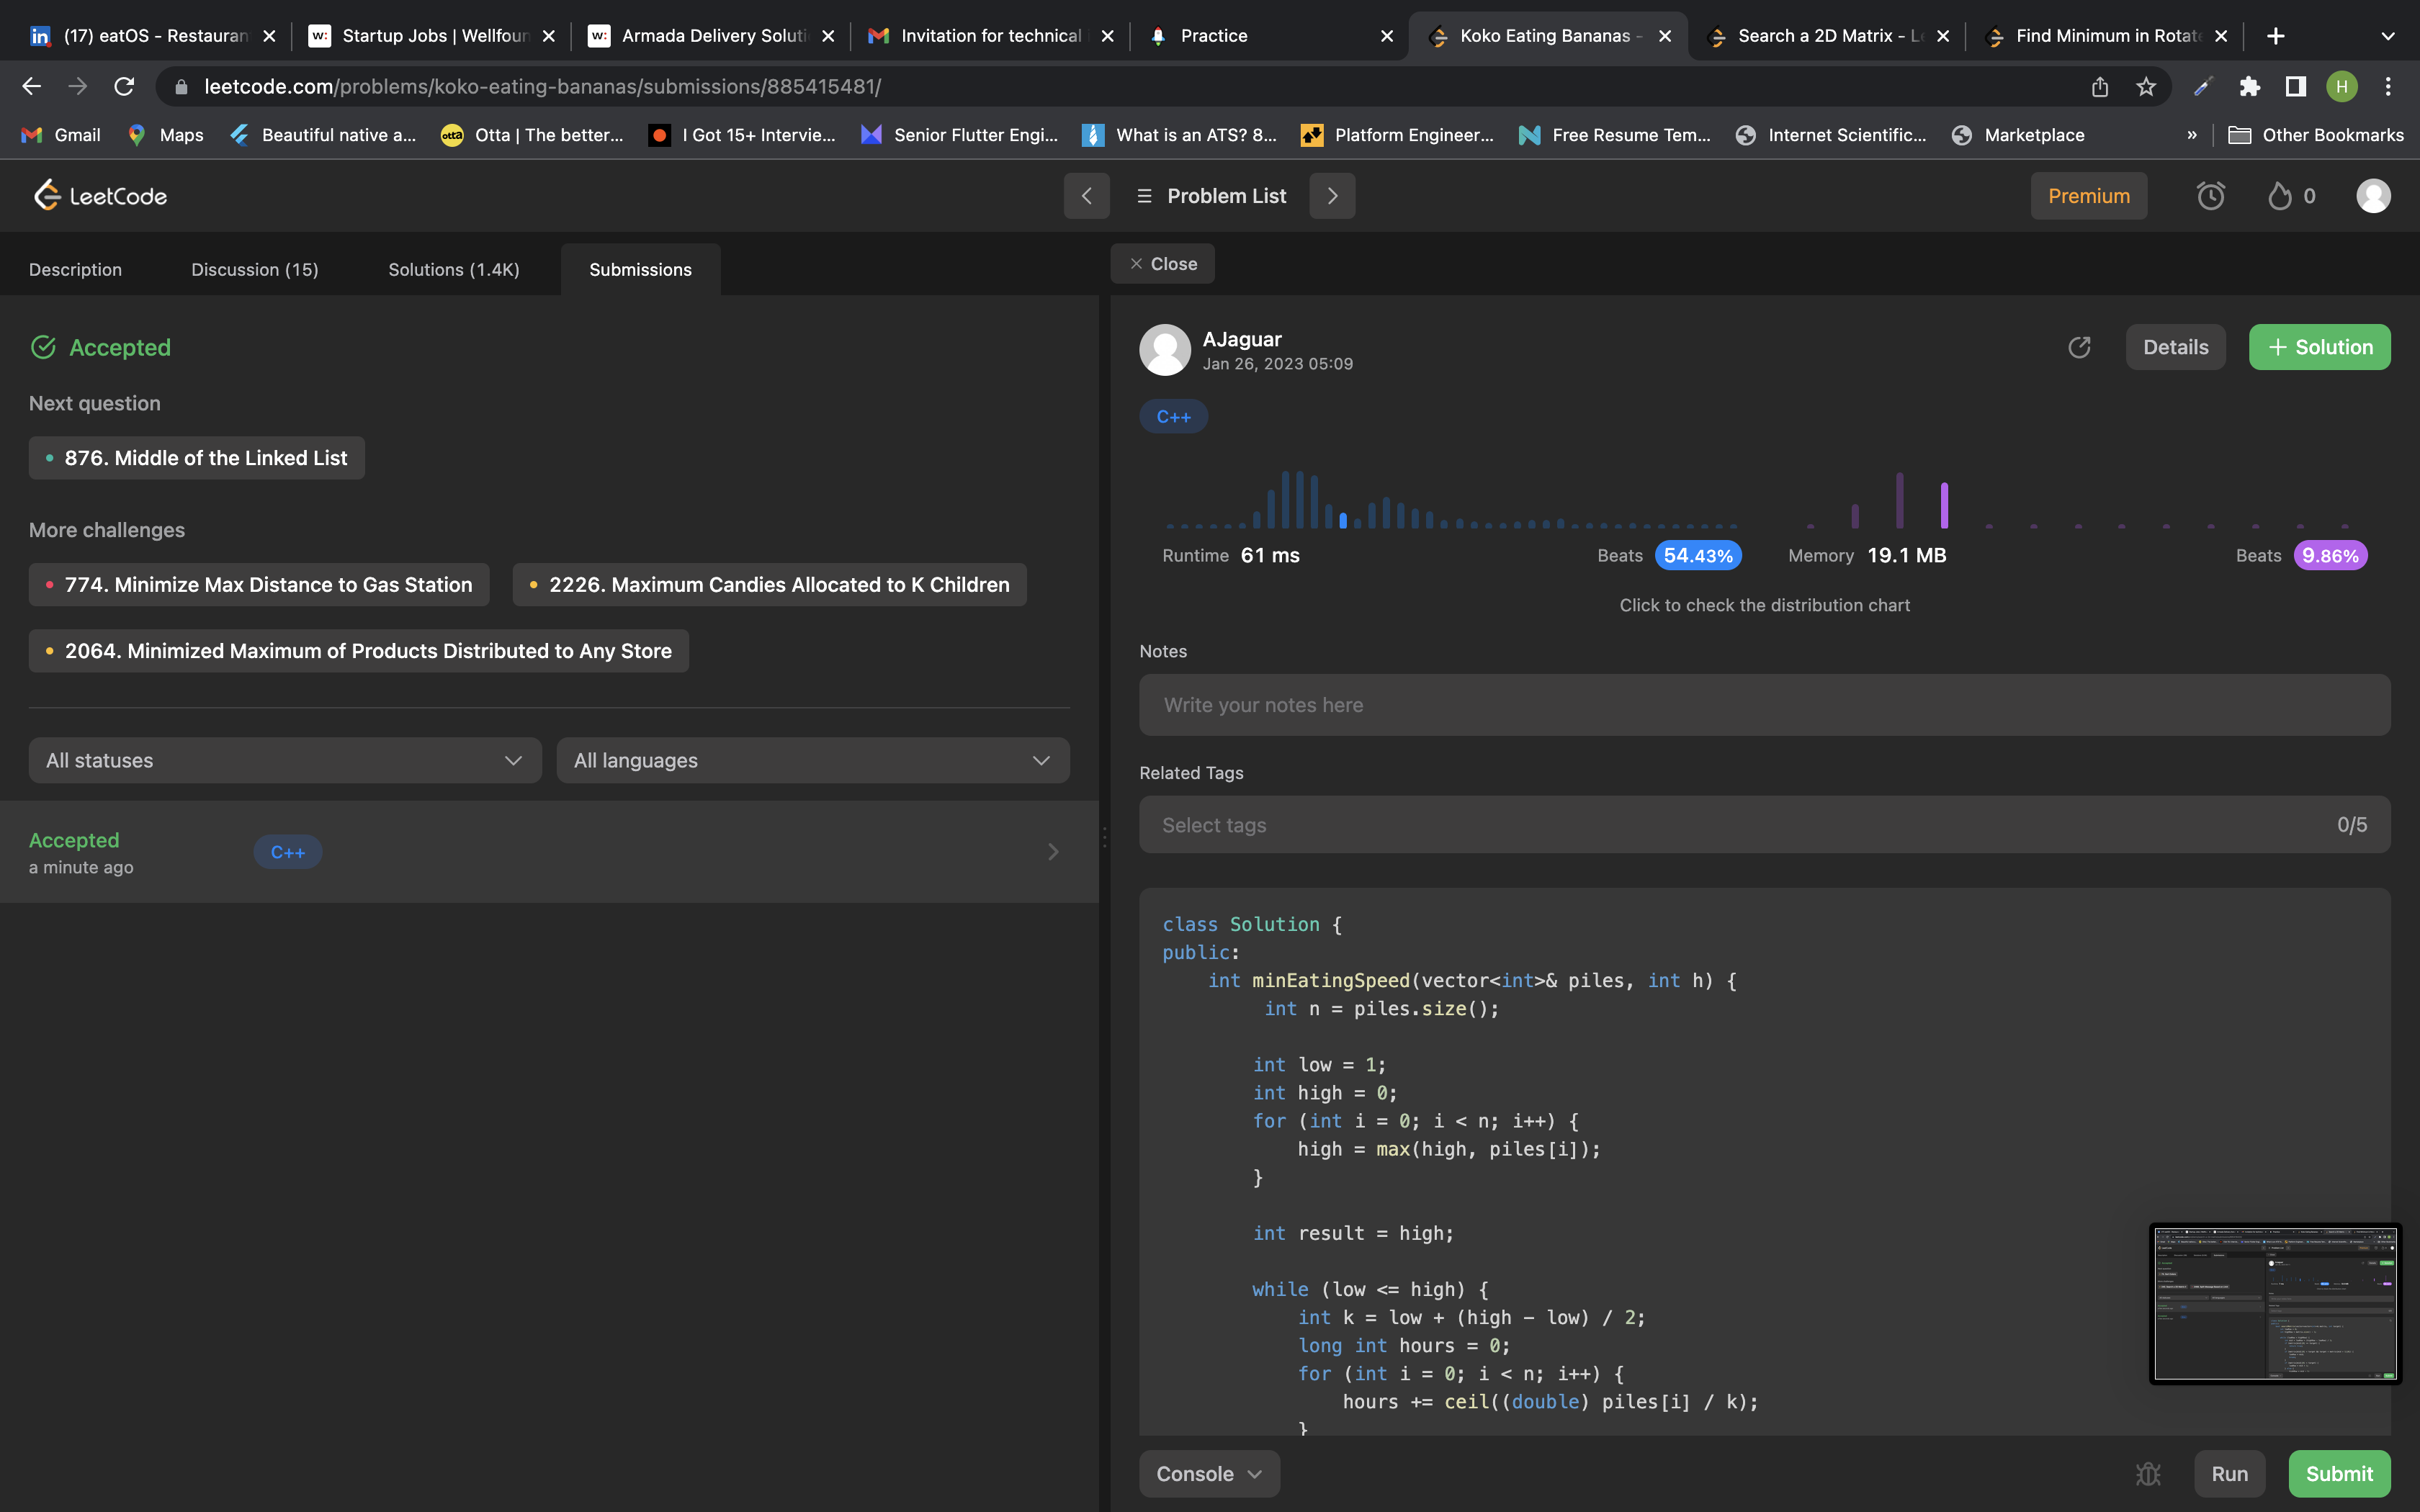 (17) eatOS - Restauran
Startup Jobs | Wellfoun
Armada Delivery Soluti
Invitation for technical
Practice
Koko Eating Bananas -
Search a 2D Matrix - Le
Find Minimum in Rotat
leetcode.com/problems/koko-eating-bananas/submissions/885415481/
H
Gmail
Maps
Beautiful native a...
Otta | The better...
I Got 15+ Intervie...
Senior Flutter Engi...
What is an ATS? 8...
Platform Engineer...
Free Resume Tem...
Internet Scientific...
Marketplace
»
Other Bookmarks
LeetCode
Problem List
Premium
0
Description
Discussion (15)
Solutions (1.4K)
Submissions
Close
Accepted
Next question
876. Middle of the Linked List
More challenges
774. Minimize Max Distance to Gas Station
2226. Maximum Candies Allocated to K Children
2064. Minimized Maximum of Products Distributed to Any Store
All statuses
All languages
Accepted
a minute ago
C++
AJaguar
Jan 26, 2023 05:09
Details
+ Solution
C++
Runtime 61 ms
Beats 54.43%
Memory 19.1 MB
Beats 9.86%
Click to check the distribution chart
Notes
Write your notes here
Related Tags
Select tags
0/5
class Solution {
public:
    int minEatingSpeed(vector<int>& piles, int h) {
         int n = piles.size();
        int low = 1;
        int high = 0;
        for (int i = 0; i < n; i++) {
            high = max(high, piles[i]);
        }
        int result = high;
        while (low <= high) {
            int k = low + (high - low) / 2;
            long int hours = 0;
            for (int i = 0; i < n; i++) {
                hours += ceil((double) piles[i] / k);
            }
Console
Run
Submit